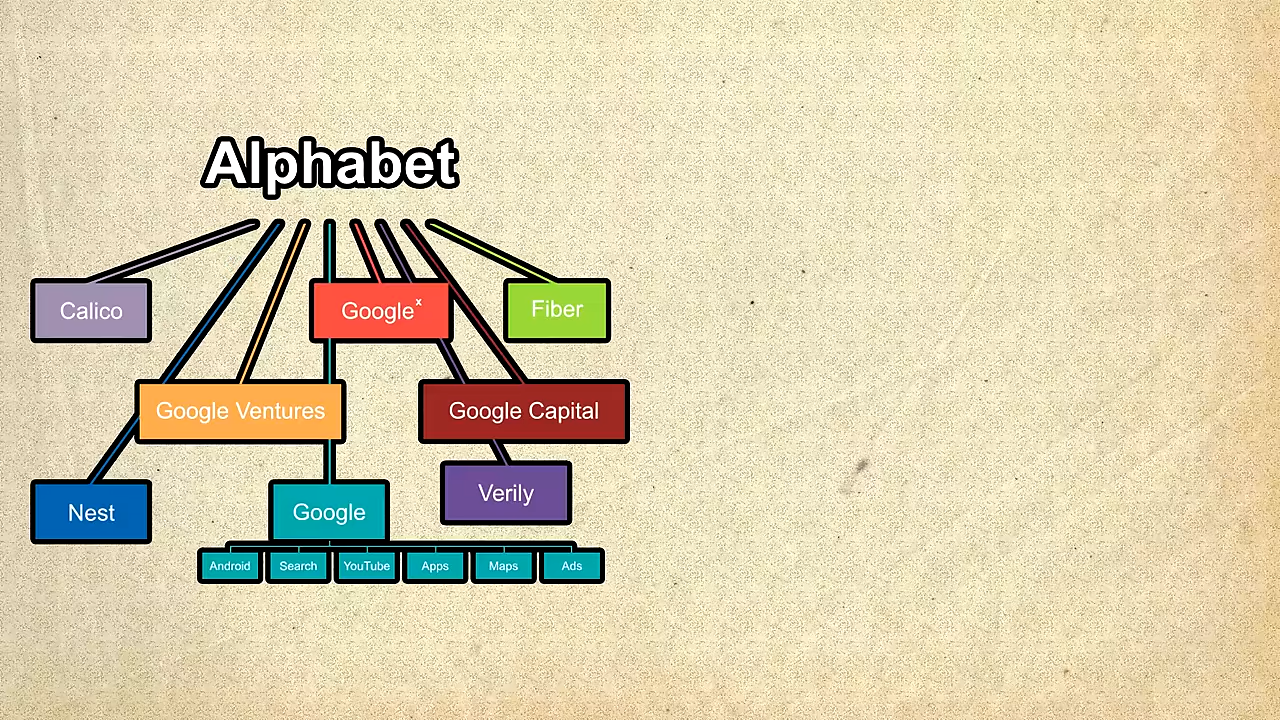 Alphabet
Calico
Google ˣ
Fiber
Google Ventures
Google Capital
Nest
Google
Verily
Android
Search
YouTube
Apps
Maps
Ads